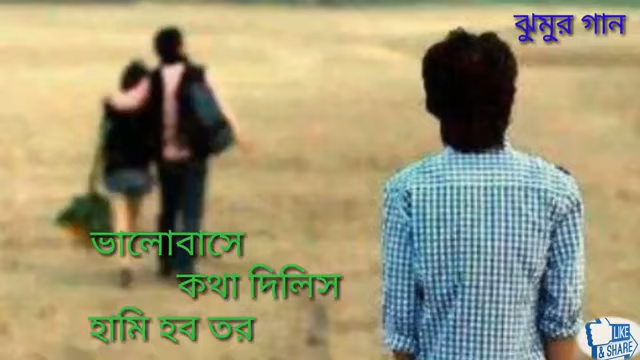 ঝুমুর গান
ভালোবাসে
কথা দিলিস
হামি হব তর
LIKE
& SHARE